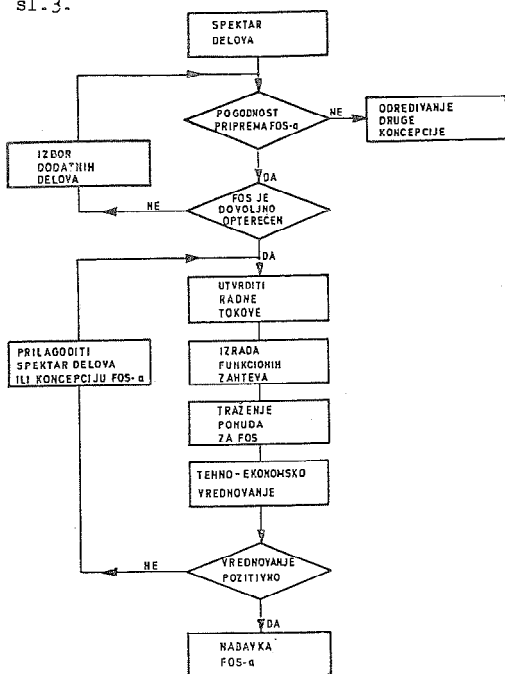 sl.3.
SPEKTAR
DELOVA
POGODNOST
PRIPREMA FOS-a
NE
ODREĐIVANJE
DRUGE
KONCEPCIJE
IZBOR
DODATNIH
DELOVA
DA
NE
FOS JE
DOVOLJNO
OPTEREĆEN
DA
UTVRDITI
RADNE
TOKOVE
PRILAGODITI
SPEKTAR DELOVA
ILI KONCEPCIJU FOS-a
IZRADA
FUNKCIONIH
ZAHTEVA
TRAŽENJE
PONUDA
ZA FOS
TEHNO-EKONOMSKO
VREDNOVANJE
NE
VREDNOVANJE
POZITIVNO
DA
NABAVKA
FOS-a